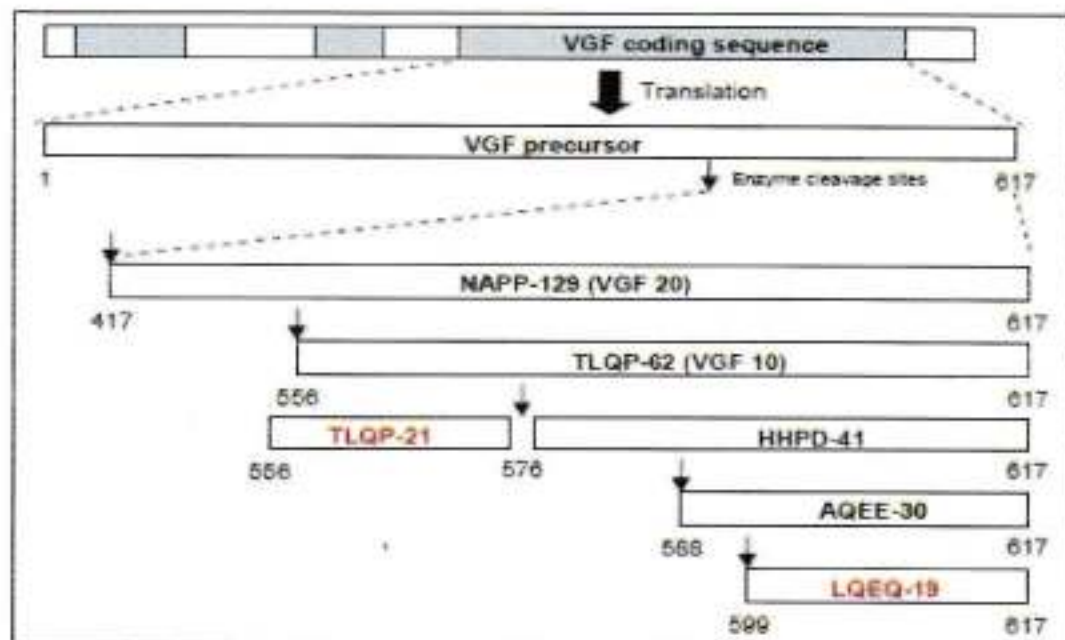 VGF coding sequence
Translation
VGF precursor
1 Enzyme cleavage sites 617
NAPP-129 (VGF 20)
417 617
TLQP-62 (VGF 10)
556 617
TLQP-21 HHPD-41
556 576 617
AQEE-30
588 617
LQEQ-19
599 617